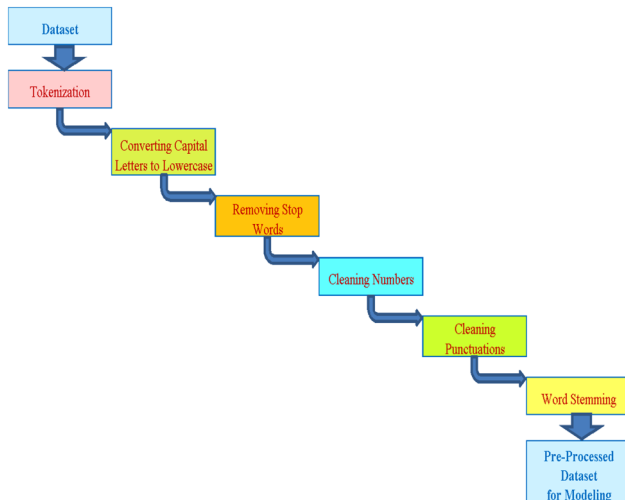 Dataset
Tokenization
Converting Capital
Letters to Lowercase
Removing Stop
Words
Cleaning Numbers
Cleaning
Punctuations
Word Stemming
Pre-Processed
Dataset
for Modeling